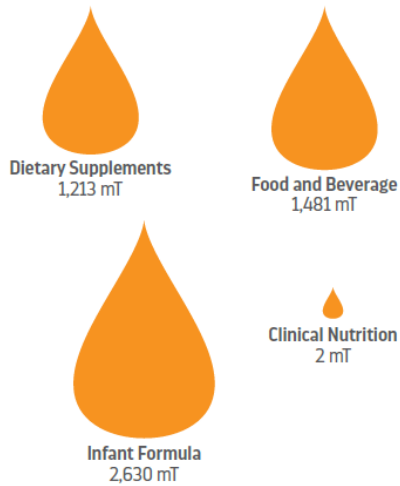 Dietary Supplements
1,213 mT
Food and Beverage
1,481 mT
Clinical Nutrition
2 mT
Infant Formula
2,630 mT